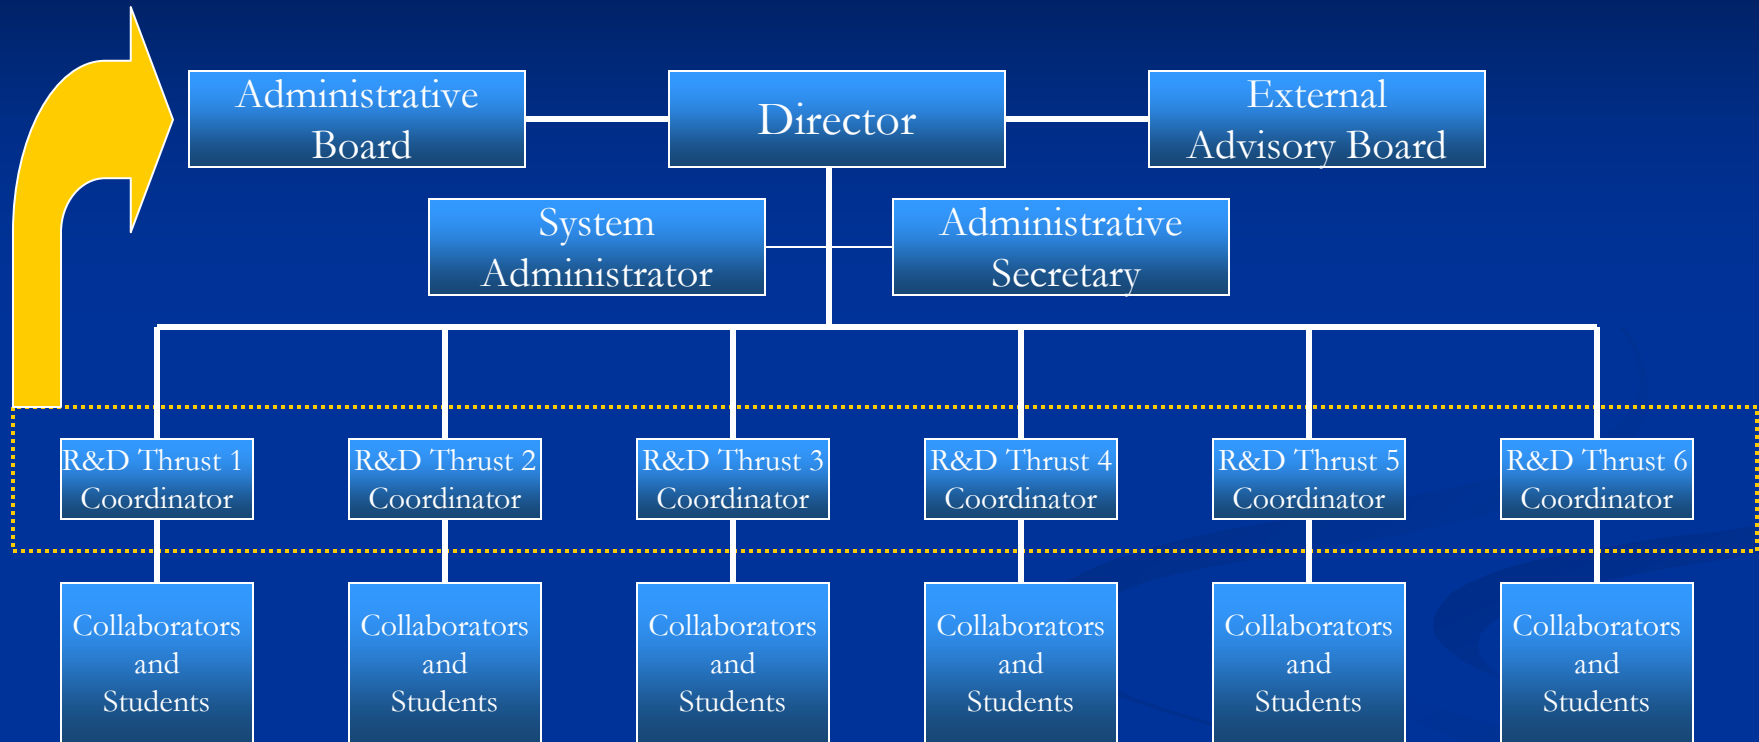 Administrative
Board
Director
External
Advisory Board
System
Administrator
Administrative
Secretary
R&D Thrust 1
Coordinator
R&D Thrust 2
Coordinator
R&D Thrust 3
Coordinator
R&D Thrust 4
Coordinator
R&D Thrust 5
Coordinator
R&D Thrust 6
Coordinator
Collaborators
and
Students
Collaborators
and
Students
Collaborators
and
Students
Collaborators
and
Students
Collaborators
and
Students
Collaborators
and
Students